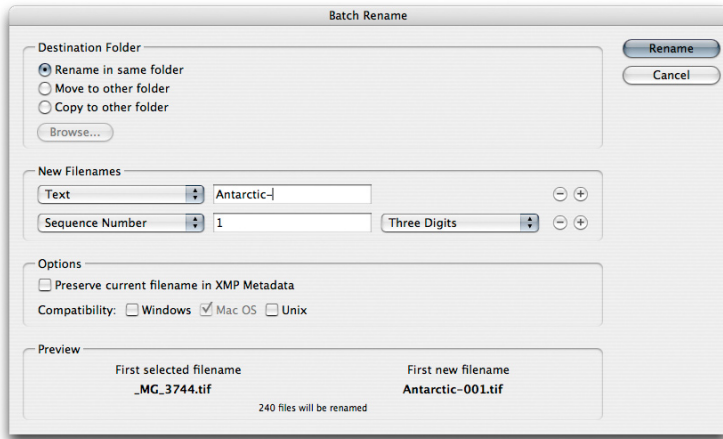 Batch Rename
Destination Folder
Rename
Rename in same folder
Cancel
Move to other folder
Copy to other folder
Browse...
New Filenames
Text Antarctic-
Sequence Number 1 Three Digits
Options
Preserve current filename in XMP Metadata
Compatibility: Windows Mac OS Unix
Preview
First selected filename First new filename
_MG_3744.tif Antarctic-001.tif
240 files will be renamed